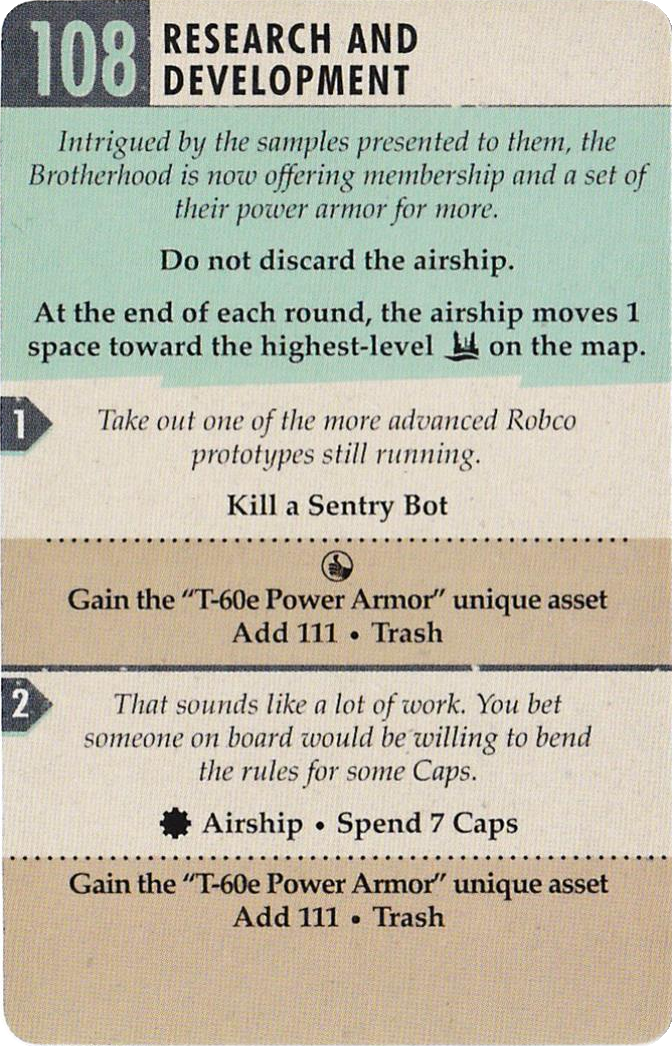 108
RESEARCH AND
DEVELOPMENT
Intrigued by the samples presented to them, the
Brotherhood is now offering membership and a set of
their power armor for more.
Do not discard the airship.
At the end of each round, the airship moves 1
space toward the highest-level on the map.
1
Take out one of the more advanced Robco
prototypes still running.
Kill a Sentry Bot
Gain the “T-60e Power Armor” unique asset
Add 111 • Trash
2
That sounds like a lot of work. You bet
someone on board would be willing to bend
the rules for some Caps.
Airship • Spend 7 Caps
Gain the “T-60e Power Armor” unique asset
Add 111 • Trash